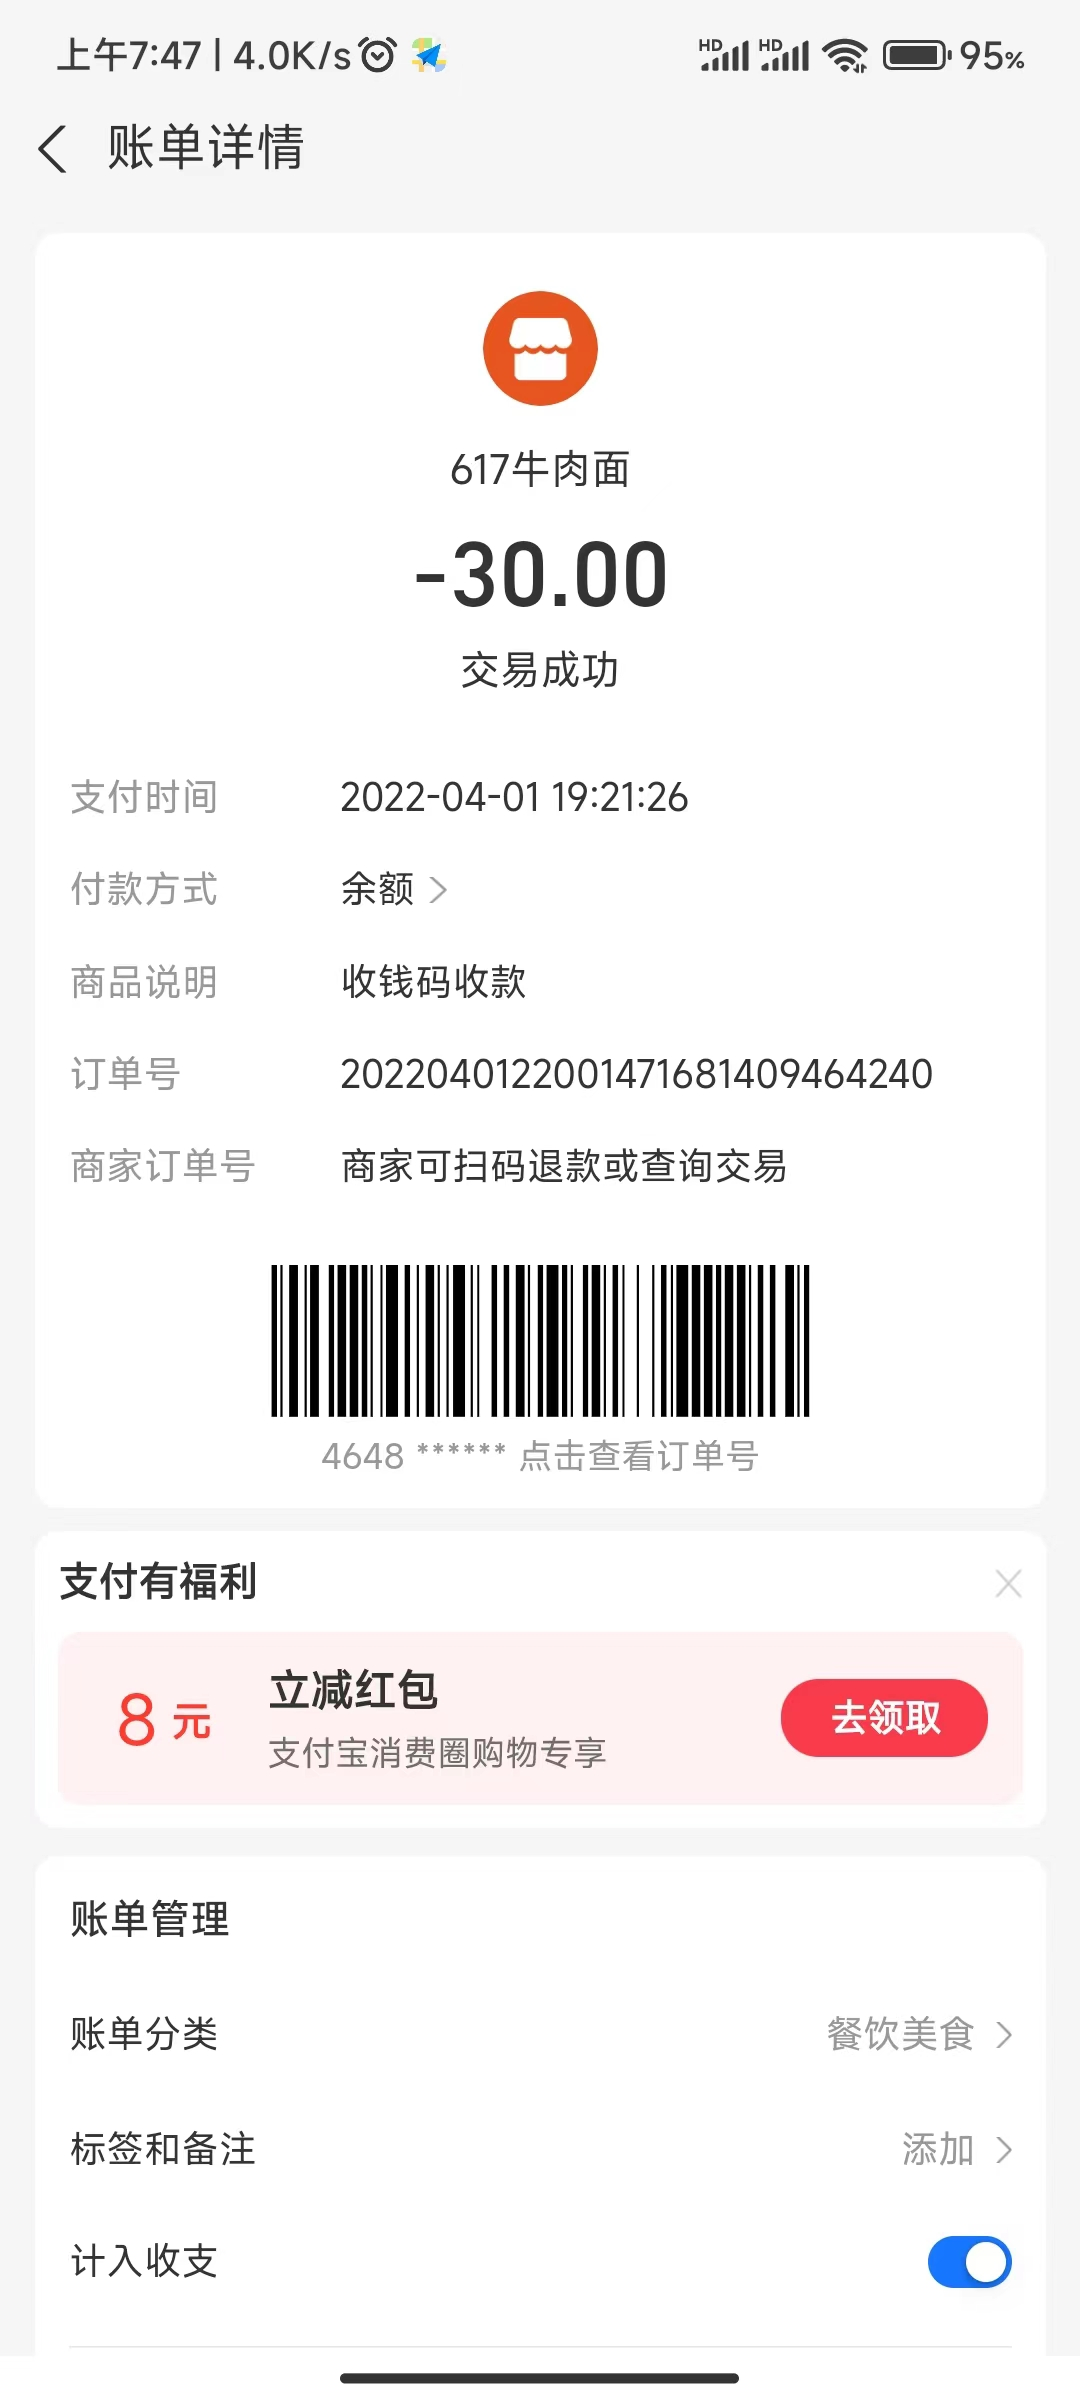 上午7:47 | 4.0K/s HD HD 95%
账单详情
617牛肉面
-30.00
交易成功
支付时间 2022-04-01 19:21:26
付款方式 余额
商品说明 收钱码收款
订单号 2022040122001471681409464240
商家订单号 商家可扫码退款或查询交易
4648 ****** 点击查看订单号
支付有福利
8 元 立减红包 去领取
支付宝消费圈购物专享
账单管理
账单分类 餐饮美食
标签和备注 添加
计入收支